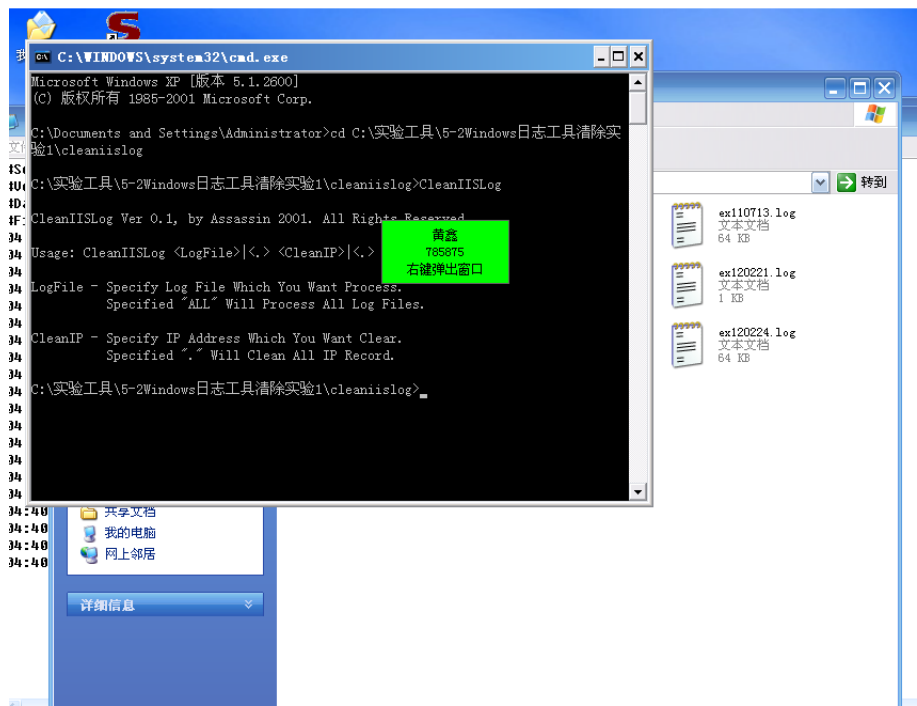 我
C:\WINDOWS\system32\cmd.exe
Microsoft Windows XP [版本 5.1.2600]
(C) 版权所有 1985-2001 Microsoft Corp.
C:\Documents and Settings\Administrator>cd C:\实验工具\5-2Windows日志工具清除实
验1\cleaniislog
C:\实验工具\5-2Windows日志工具清除实验1\cleaniislog>CleanIISLog
CleanIISLog Ver 0.1, by Assassin 2001. All Rights Reserved.
Usage: CleanIISLog <LogFile>|<.> <CleanIP>|<.>
LogFile - Specify Log File Which You Want Process.
Specified "ALL" Will Process All Log Files.
CleanIP - Specify IP Address Which You Want Clear.
Specified "." Will Clean All IP Record.
C:\实验工具\5-2Windows日志工具清除实验1\cleaniislog>
黄鑫
785875
右键弹出窗口
转到
ex110713.log
文本文档
64 KB
ex120221.log
文本文档
1 KB
ex120224.log
文本文档
64 KB
04:40
04:40
04:40
04:40
共享文档
我的电脑
网上邻居
详细信息